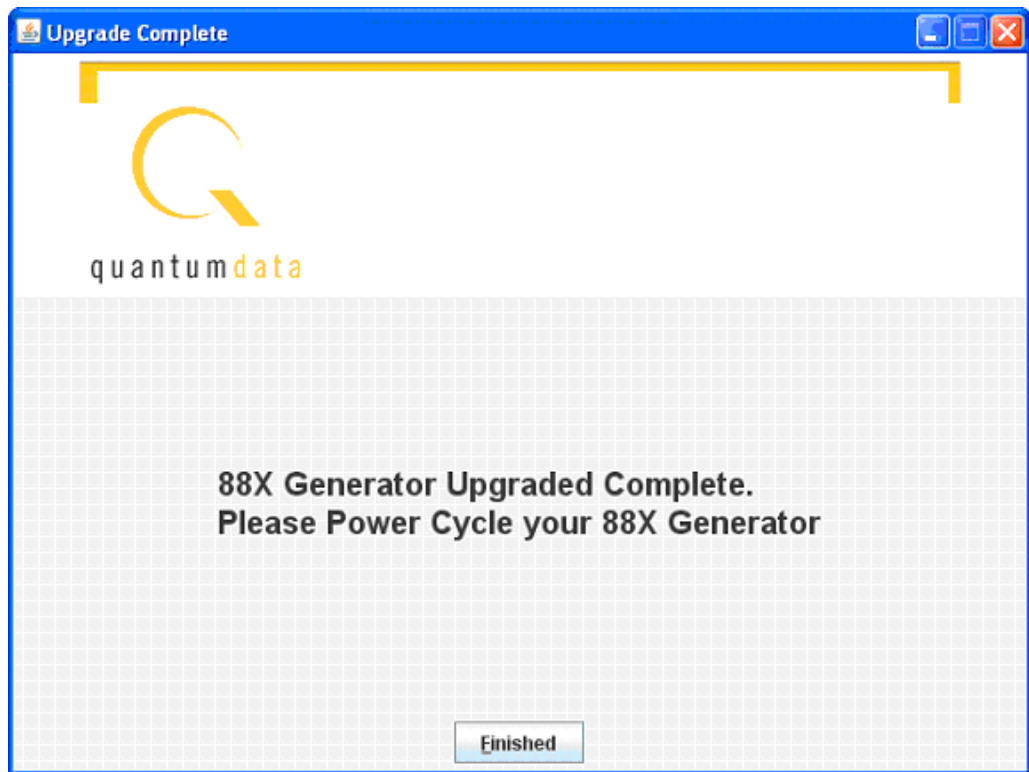 Upgrade Complete
quantumdata
88X Generator Upgraded Complete.
Please Power Cycle your 88X Generator
Finished